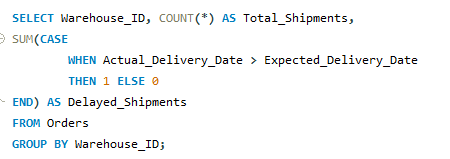 SELECT Warehouse_ID, COUNT(*) AS Total_Shipments,
SUM(CASE
WHEN Actual_Delivery_Date > Expected_Delivery_Date
THEN 1 ELSE 0
END) AS Delayed_Shipments
FROM Orders
GROUP BY Warehouse_ID;